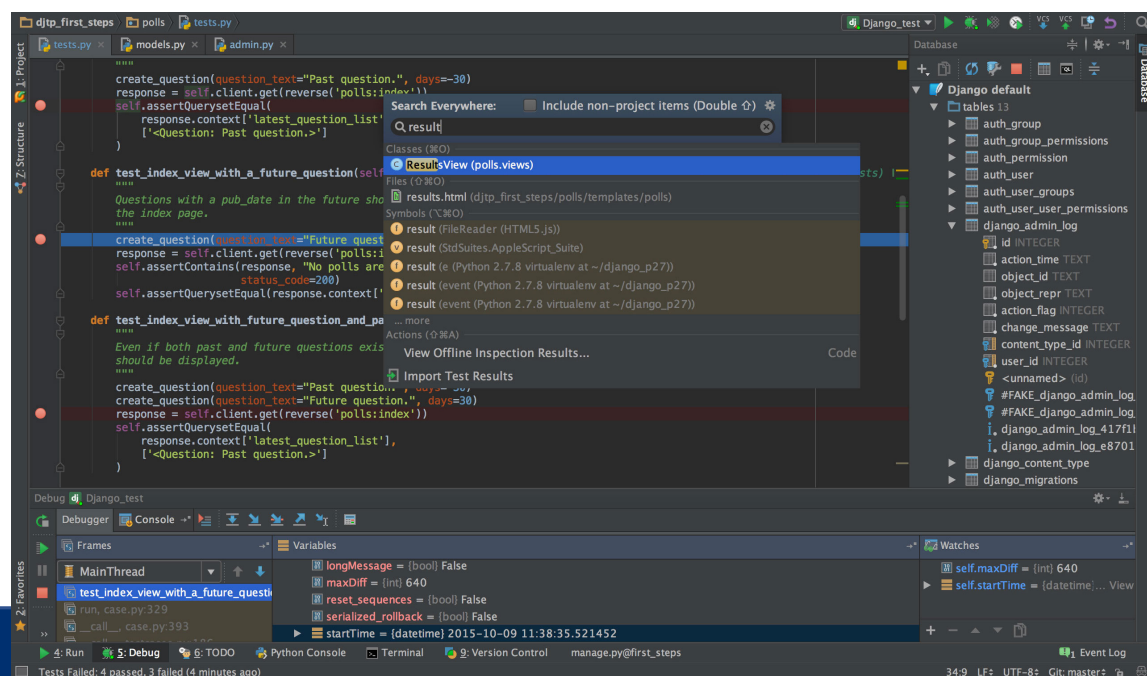 djtp_first_steps polls tests.py
Django_test
VCS VCS
tests.py models.py admin.py
Database
1: Project
Z: Structure
2: Favorites
Database
"""
create_question(question_text="Past question.", days=-30)
response = self.client.get(reverse('polls:index'))
self.assertQuerysetEqual(
response.context['latest_question_list'
['<Question: Past question.>']
)
def test_index_view_with_a_future_question(self
"""
Questions with a pub_date in the future sho
the index page.
"""
create_question(question_text="Future quest
response = self.client.get(reverse('polls:i
self.assertContains(response, "No polls are
status_code=200)
self.assertQuerysetEqual(response.context['
def test_index_view_with_future_question_and_pa
"""
Even if both past and future questions exis
should be displayed.
"""
create_question(question_text="Past question.", days=-30)
create_question(question_text="Future question.", days=30)
response = self.client.get(reverse('polls:index'))
self.assertQuerysetEqual(
response.context['latest_question_list'],
['<Question: Past question.>']
)
Search Everywhere: Include non-project items (Double ⇧)
result
Classes (⌘O)
ResultsView (polls.views)
Files (⇧⌘O)
results.html (djtp_first_steps/polls/templates/polls)
Symbols (⌥⌘O)
result (FileReader (HTML5.js))
result (StdSuites.AppleScript_Suite)
result (e (Python 2.7.8 virtualenv at ~/django_p27))
result (event (Python 2.7.8 virtualenv at ~/django_p27))
result (event (Python 2.7.8 virtualenv at ~/django_p27))
... more
Actions (⇧⌘A)
View Offline Inspection Results... Code
Import Test Results
Django default
tables 13
auth_group
auth_group_permissions
auth_permission
auth_user
auth_user_groups
auth_user_user_permissions
django_admin_log
id INTEGER
action_time TEXT
object_id TEXT
object_repr TEXT
action_flag INTEGER
change_message TEXT
content_type_id INTEGER
user_id INTEGER
<unnamed> (id)
#FAKE_django_admin_log_
#FAKE_django_admin_log_
django_admin_log_417f1
django_admin_log_e8701
django_content_type
django_migrations
Debug Django_test
Debugger Console
Frames
MainThread
test_index_view_with_a_future_questi
run, case.py:329
__call__, case.py:393
Variables
longMessage = {bool} False
maxDiff = {int} 640
reset_sequences = {bool} False
serialized_rollback = {bool} False
startTime = {datetime} 2015-10-09 11:38:35.521452
Watches
self.maxDiff = {int} 640
self.startTime = {datetime}... View
4: Run 5: Debug 6: TODO Python Console Terminal 9: Version Control manage.py@first_steps 1 Event Log
Tests Failed: 4 passed, 3 failed (4 minutes ago) 34:9 LF UTF-8 Git: master